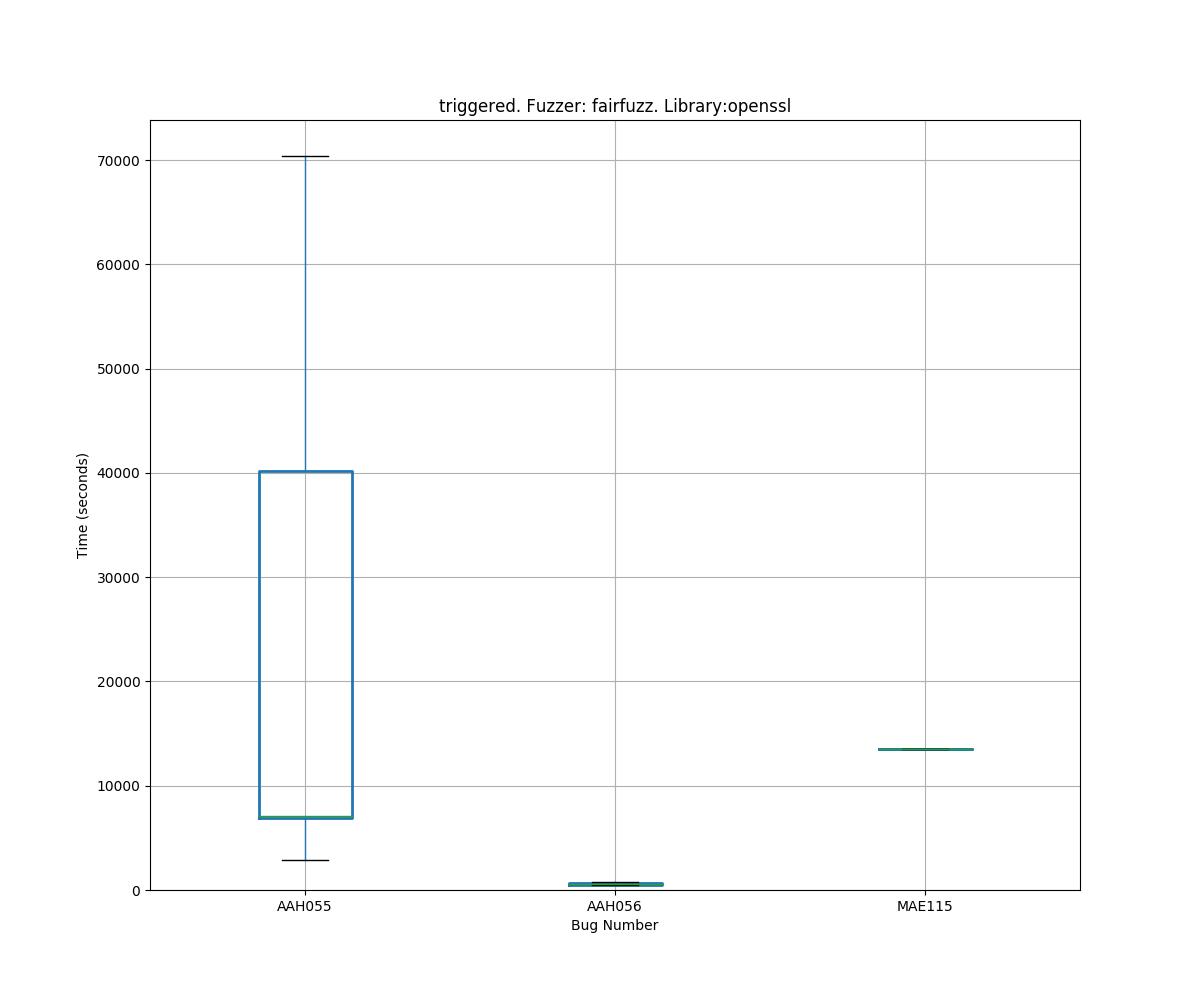 triggered. Fuzzer: fairfuzz. Library:openssl
70000
60000
50000
40000
30000
20000
10000
0
Time (seconds)
AAH055 AAH056 MAE115
Bug Number